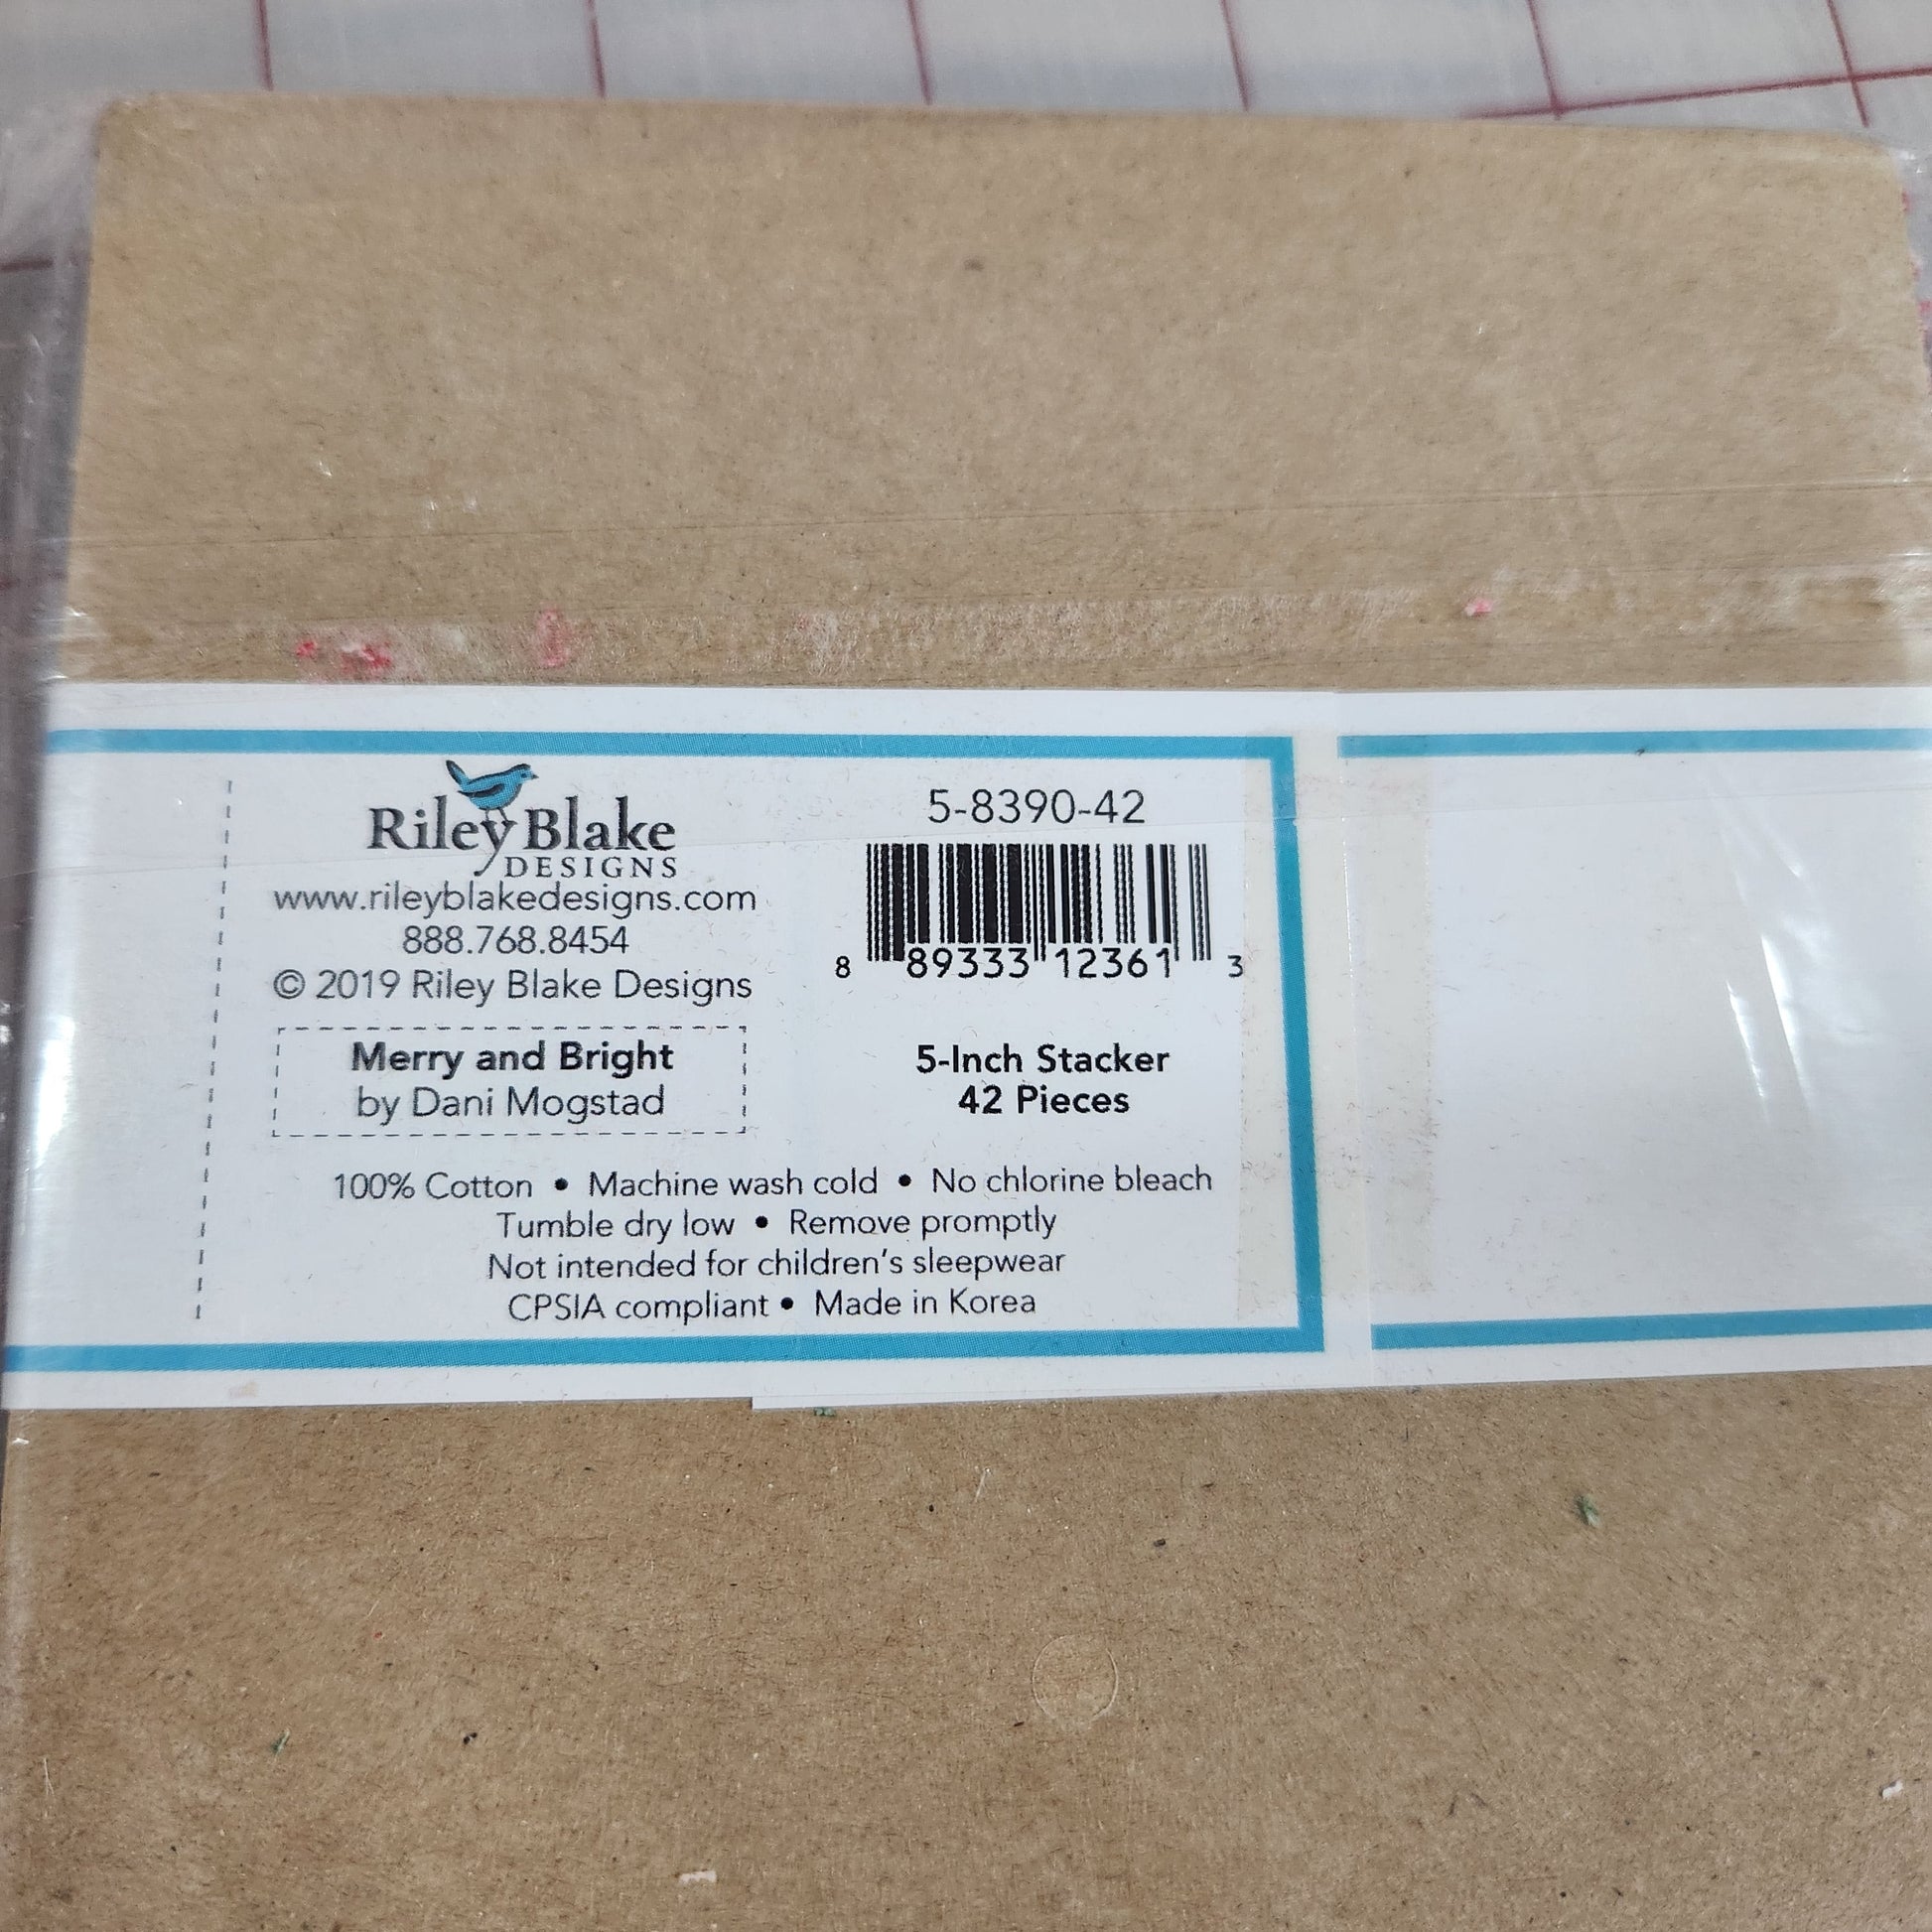 Riley Blake
DESIGNS
www.rileyblakedesigns.com
888.768.8454
© 2019 Riley Blake Designs
Merry and Bright
by Dani Mogstad
5-8390-42
8 89333 12361 3
5-Inch Stacker
42 Pieces
100% Cotton • Machine wash cold • No chlorine bleach
Tumble dry low • Remove promptly
Not intended for children's sleepwear
CPSIA compliant • Made in Korea